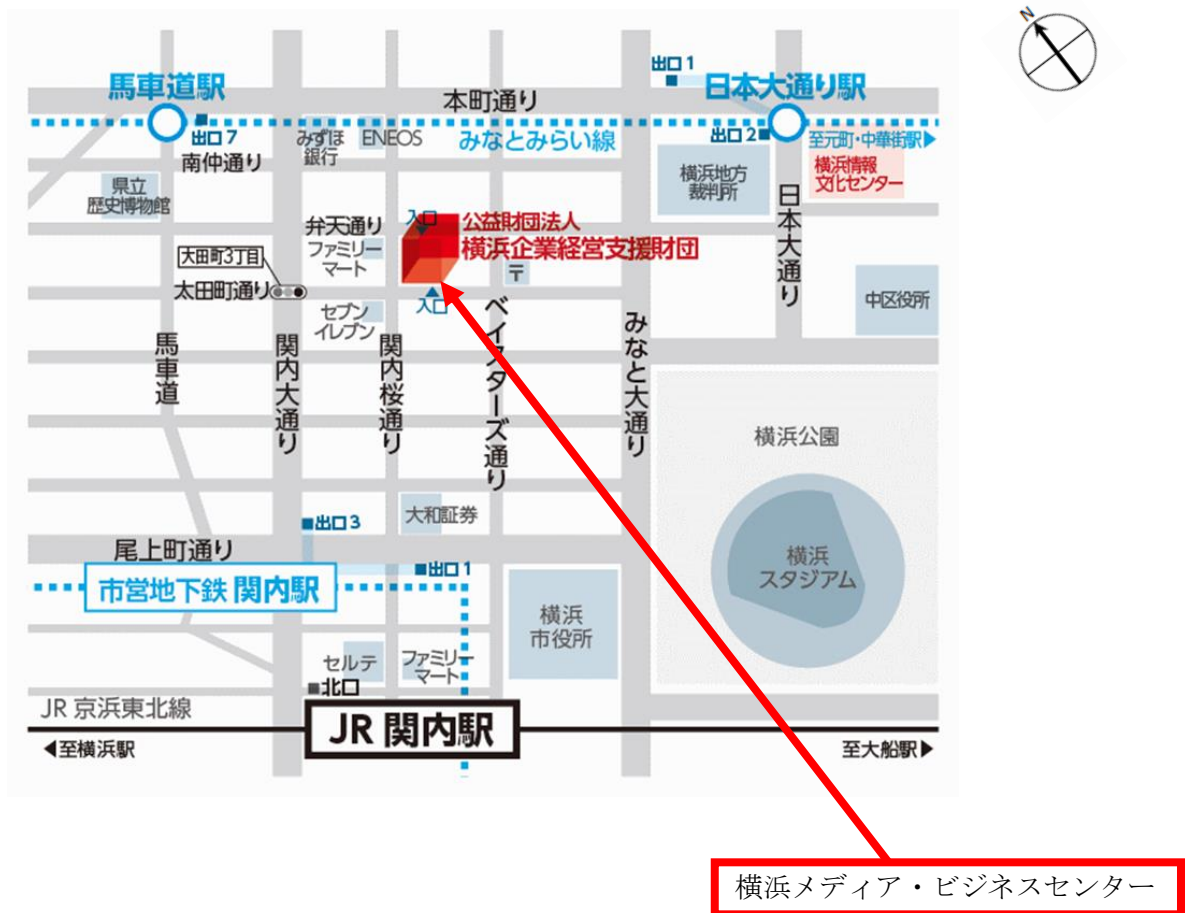 N
出口 1
馬車道駅
日本大通り駅
本町通り
出口 7
みずほ
銀行
ENEOS
みなとみらい線
出口 2
至元町・中華街駅▶
南仲通り
横浜情報
文化センター
横浜地方
裁判所
県立
歴史博物館
日本大通り
弁天通り
入口
公益財団法人
横浜企業経営支援財団
ファミリー
マート
大田町3丁目
〒
太田町通り
中区役所
入口
セブン
イレブン
ベイスターズ通り
みなと大通り
馬車道
関内大通り
関内桜通り
横浜公園
大和証券
出口 3
尾上町通り
横浜
スタジアム
出口 1
市営地下鉄 関内駅
横浜
市役所
セルテ
ファミリー
マート
北口
JR 京浜東北線
JR 関内駅
◀至横浜駅
至大船駅▶
横浜メディア・ビジネスセンター